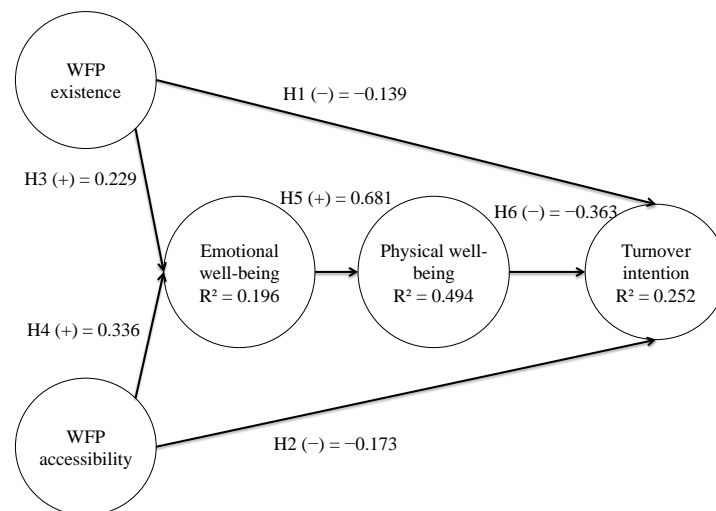 WFP
existence
H1 (−) = −0.139
H3 (+) = 0.229
H5 (+) = 0.681
H6 (−) = −0.363
Emotional
well-being
R² = 0.196
Physical well-
being
R² = 0.494
Turnover
intention
R² = 0.252
H4 (+) = 0.336
WFP
accessibility
H2 (−) = −0.173